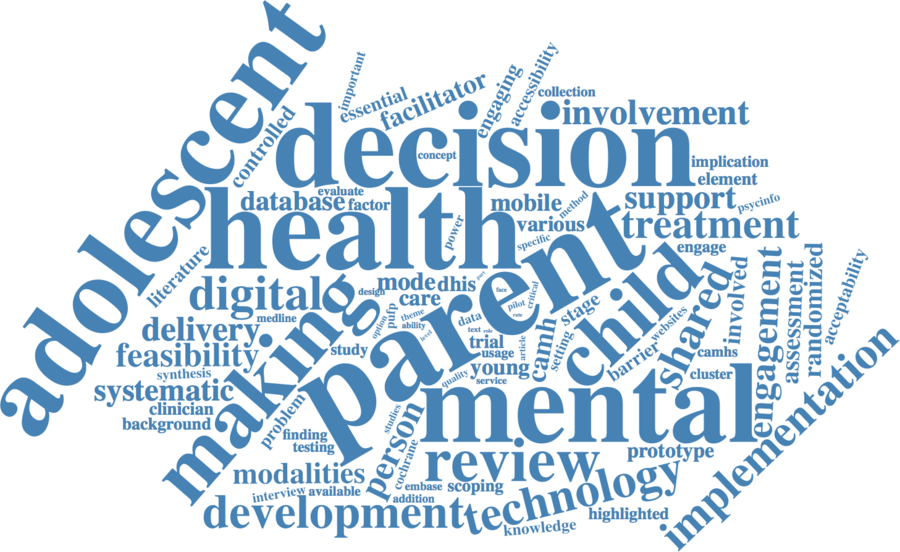 adolescent
important
essential
facilitator
engaging
accessibility
collection
involvement
controlled
decision
concept
implication
element
evaluate
database
factor
health
power
mobile
various
method
specific
support
psycinfo
treatment
engage
literature
digital
medline
design
mode
dhis
care
parent
face
pilot
critical
stage
child
websites
shared
involved
engagement
assessment
randomized
acceptability
delivery
feasibility
synthesis
systematic
clinician
background
making
study
option
nufp
theme
ability
level
data
text
role
rule
trial
usage
article
young
quality
service
camh
setting
barrier
camhs
cluster
mental
problem
finding
testing
studies
person
cochrane
review
prototype
implementation
modalities
interview
available
embase
scoping
addition
development
technology
knowledge
highlighted